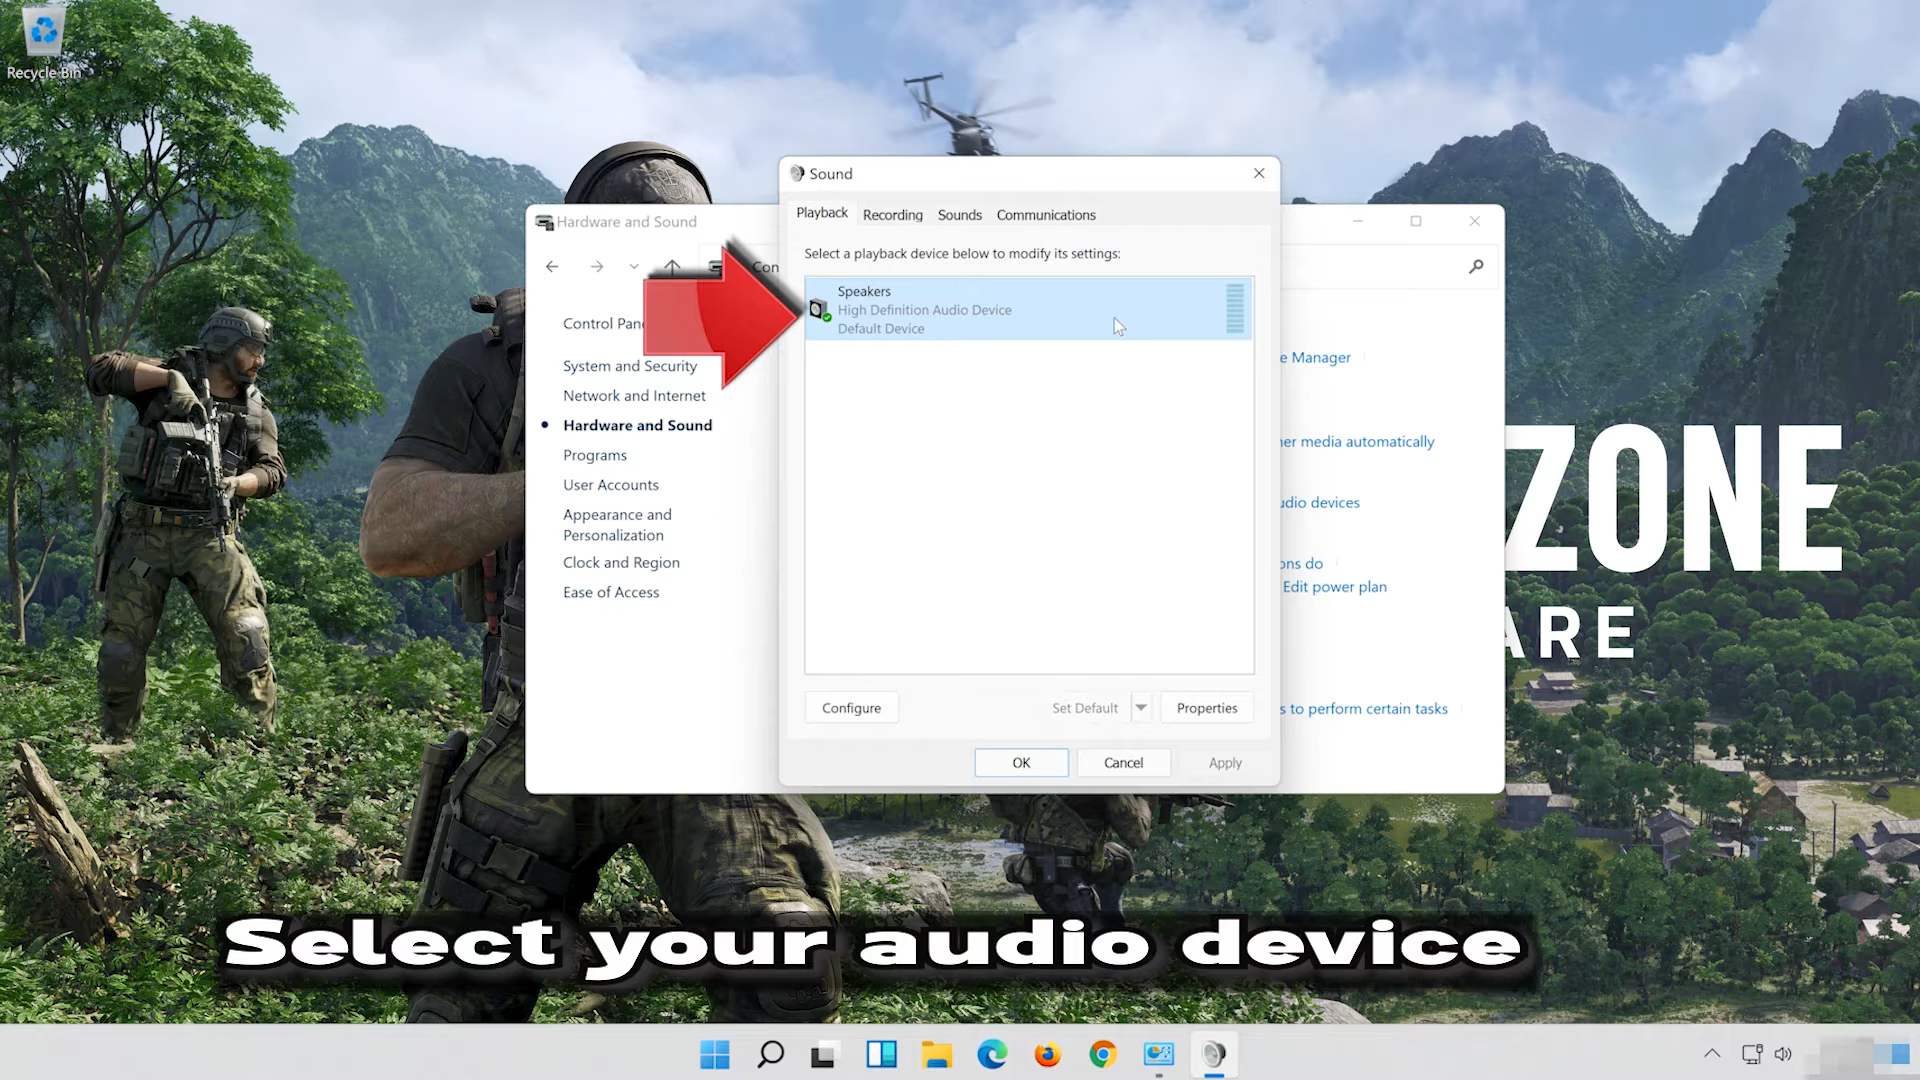 Recycle Bin
Sound
Playback
Recording
Sounds
Communications
Hardware and Sound
Select a playback device below to modify its settings:
Con
Speakers
High Definition Audio Device
Default Device
Control Pan
System and Security
e Manager
Network and Internet
Hardware and Sound
er media automatically
Programs
User Accounts
udio devices
Appearance and
Personalization
Clock and Region
ons do
Edit power plan
Ease of Access
ZONE
ARE
Configure
Set Default
Properties
s to perform certain tasks
OK
Cancel
Apply
Select your audio device